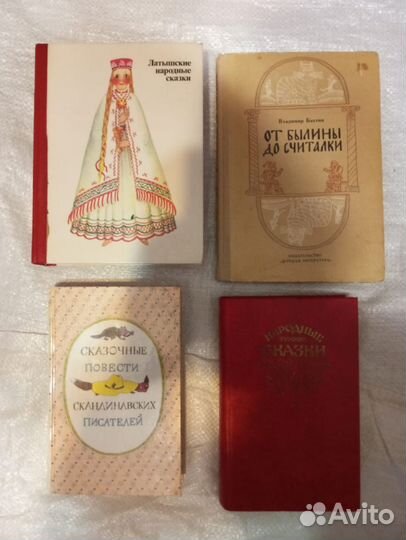 Латышские
народные
сказки
Владимир Бахтин
ОТ БЫЛИНЫ
ДО СЧИТАЛКИ
ИЗДАТЕЛЬСТВО
"ДЕТСКАЯ ЛИТЕРАТУРА"
СКАЗОЧНЫЕ
ПОВЕСТИ
СКАНДИНАВСКИХ
ПИСАТЕЛЕЙ
НАРОДНЫЕ
РУССКИЕ
СКАЗКИ
Avito